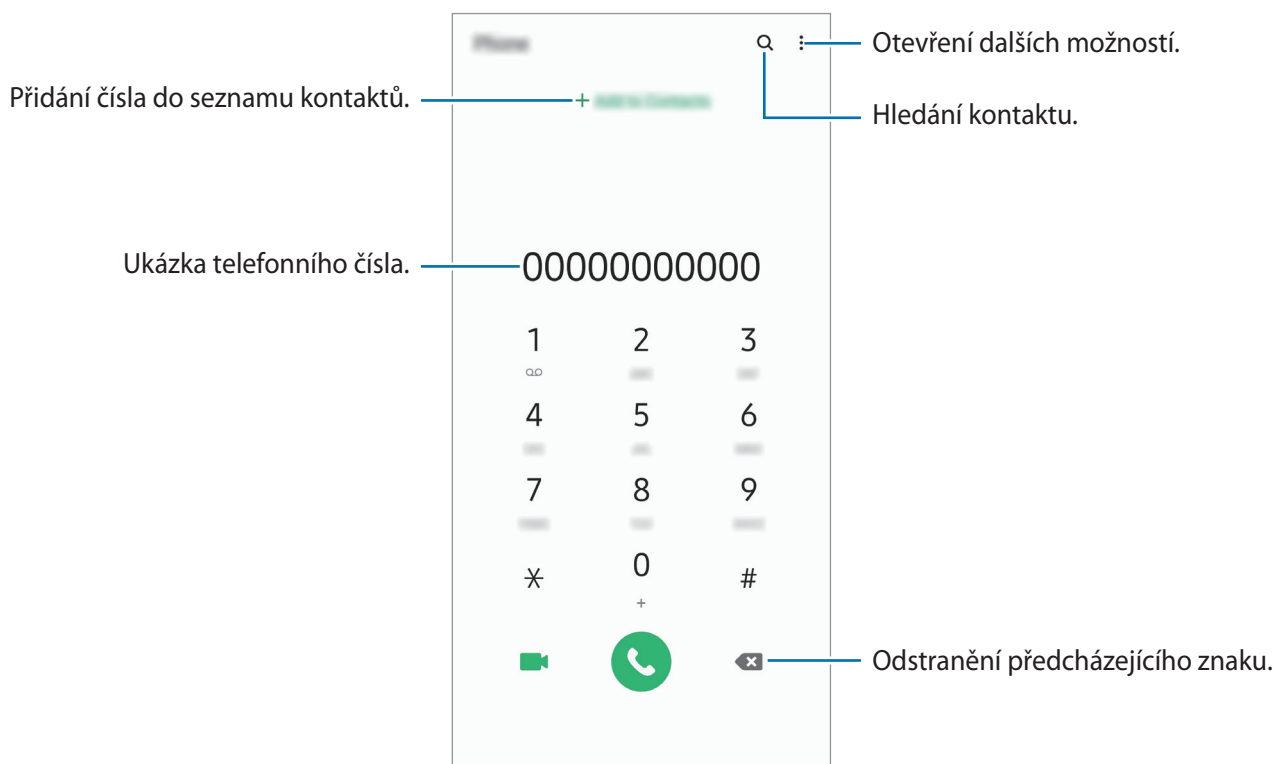 Otevření dalších možností.
Přidání čísla do seznamu kontaktů.
Hledání kontaktu.
Ukázka telefonního čísla.
00000000000
1 2 3
4 5 6
7 8 9
* 0 #
+
Odstranění předcházejícího znaku.